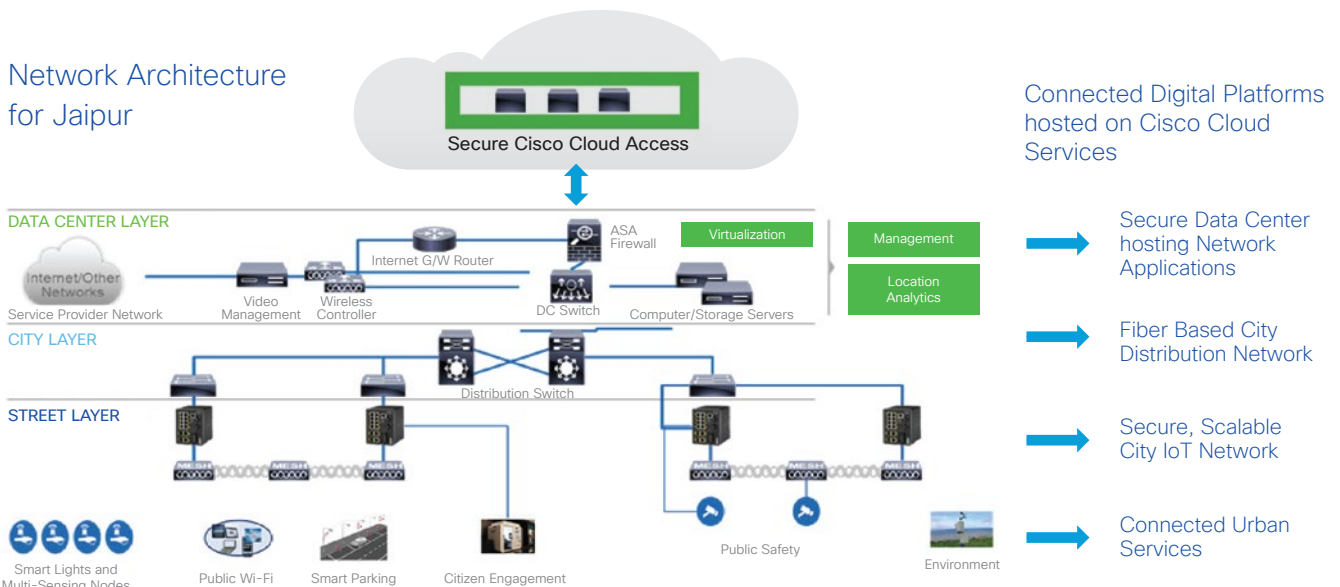 Network Architecture
for Jaipur
Secure Cisco Cloud Access
Connected Digital Platforms
hosted on Cisco Cloud
Services
DATA CENTER LAYER
Internet/Other
Networks
Service Provider Network
Video
Management
Wireless
Controller
Internet G/W Router
ASA
Firewall
DC Switch
Virtualization
Computer/Storage Servers
Management
Location
Analytics
Secure Data Center
hosting Network
Applications
CITY LAYER
Distribution Switch
Fiber Based City
Distribution Network
STREET LAYER
MESH
MESH
MESH
MESH
MESH
MESH
Secure, Scalable
City IoT Network
Smart Lights and
Multi-Sensing Nodes
Public Wi-Fi
Smart Parking
Citizen Engagement
Public Safety
Environment
Connected Urban
Services